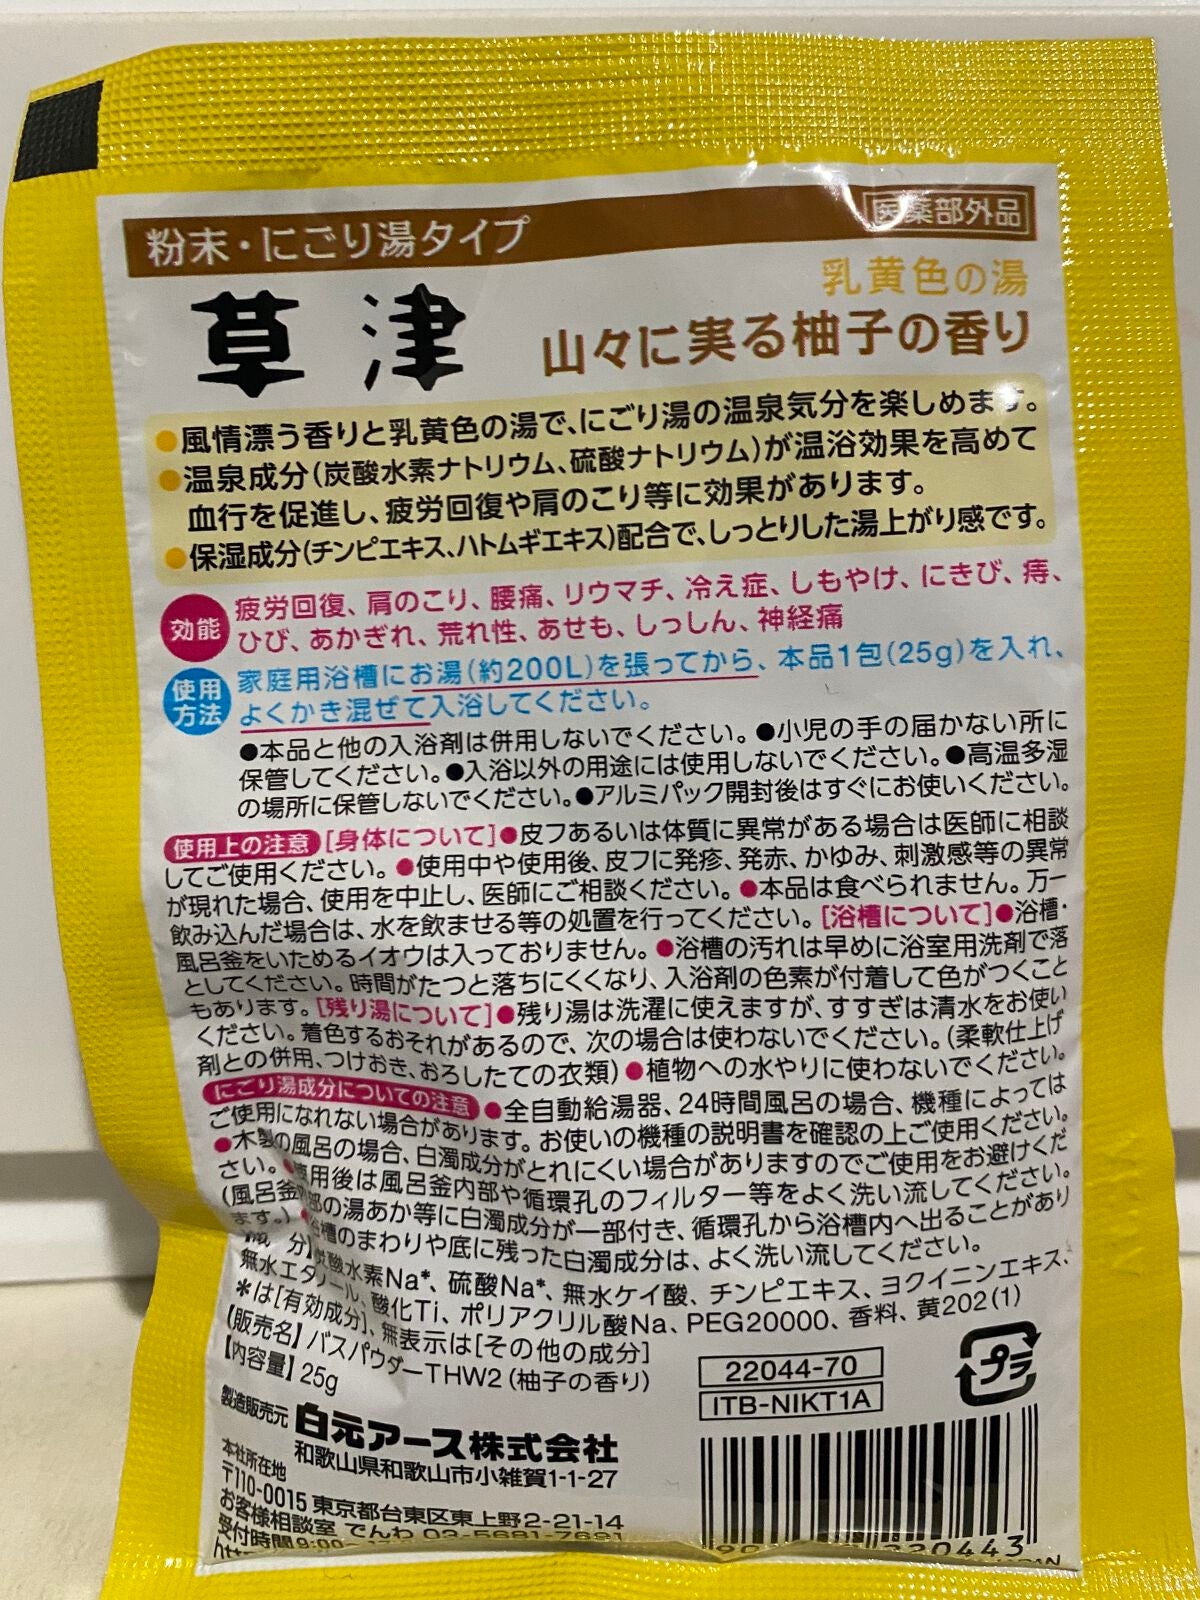 粉末・にごり湯タイプ
医薬部外品
草津
乳黄色の湯
山々に実る柚子の香り
●風情漂う香りと乳黄色の湯で、にごり湯の温泉気分を楽しめます。
●温泉成分(炭酸水素ナトリウム、硫酸ナトリウム)が温浴効果を高めて
血行を促進し、疲労回復や肩のこり等に効果があります。
●保湿成分(チンピエキス、ハトムギエキス)配合で、しっとりした湯上がり感です。
効能
疲労回復、肩のこり、腰痛、リウマチ、冷え症、しもやけ、にきび、痔、
ひび、あかぎれ、荒れ性、あせも、しっしん、神経痛
使用方法
家庭用浴槽にお湯(約200L)を張ってから、本品1包(25g)を入れ、
よくかき混ぜて入浴してください。
●本品と他の入浴剤は併用しないでください。●小児の手の届かない所に
保管してください。●入浴以外の用途には使用しないでください。●高温多湿
の場所に保管しないでください。●アルミパック開封後はすぐにお使いください。
使用上の注意 [身体について]●皮フあるいは体質に異常がある場合は医師に相談
してご使用ください。●使用中や使用後、皮フに発疹、発赤、かゆみ、刺激感等の異常
が現れた場合、使用を中止し、医師にご相談ください。●本品は食べられません。万一
飲み込んだ場合は、水を飲ませる等の処置を行ってください。[浴槽について]●浴槽・
風呂釜をいためるイオウは入っておりません。●浴槽の汚れは早めに浴室用洗剤で落
としてください。時間がたつと落ちにくくなり、入浴剤の色素が付着して色がつくこと
もあります。[残り湯について]●残り湯は洗濯に使えますが、すすぎは清水をお使い
ください。着色するおそれがあるので、次の場合は使わないでください。(柔軟仕上げ
剤との併用、つけおき、おろしたての衣類)●植物への水やりに使わないでください。
にごり湯成分についての注意 ●全自動給湯器、24時間風呂の場合、機種によっては
ご使用になれない場合があります。お使いの機種の説明書を確認の上ご使用ください。
●木製の風呂の場合、白濁成分がとれにくい場合がありますのでご使用をお避けくだ
さい。●使用後は風呂釜内部や循環孔のフィルター等をよく洗い流してください。
(風呂釜内部の湯あか等に白濁成分が一部付き、循環孔から浴槽内へ出ることがあり
ます。)●浴槽のまわりや底に残った白濁成分は、よく洗い流してください。
【成 分】炭酸水素Na*、硫酸Na*、無水ケイ酸、チンピエキス、ヨクイニンエキス、
無水エタノール、酸化Ti、ポリアクリル酸Na、PEG20000、香料、黄202(1)
*は[有効成分]、無表示は[その他の成分]
【販売名】バスパウダーTHW2(柚子の香り)
【内容量】25g
22044-70
ITB-NIKT1A
プラ
製造販売元 白元アース株式会社
和歌山県和歌山市小雑賀1-1-27
本社所在地
〒110-0015 東京都台東区東上野2-21-14
お客様相談室 でんわ 03-5681-7691
受付時間9:00
220443